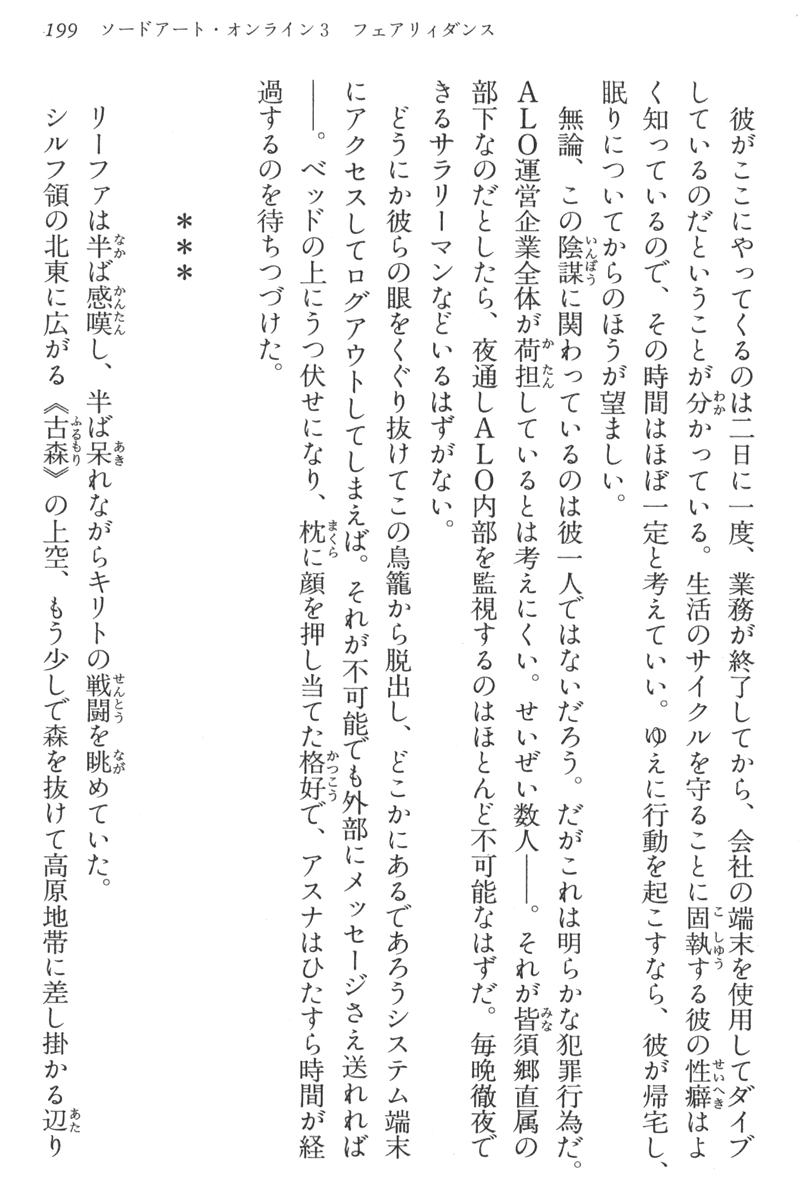 199　ソードアート・オンライン3　フェアリィダンス
　彼がここにやってくるのは二日に一度、業務が終了してから、会社の端末を使用してダイブ
しているのだということが分かっている。生活のサイクルを守ることに固執する彼の性癖はよ
く知っているので、その時間はほぼ一定と考えていい。ゆえに行動を起こすなら、彼が帰宅し、
眠りについてからのほうが望ましい。
　無論、この陰謀に関わっているのは彼一人ではないだろう。だがこれは明らかな犯罪行為だ。
ＡＬＯ運営企業全体が荷担しているとは考えにくい。せいぜい数人――。それが皆須郷直属の
部下なのだとしたら、夜通しＡＬＯ内部を監視するのはほとんど不可能なはずだ。毎晩徹夜で
きるサラリーマンなどいるはずがない。
　どうにか彼らの眼をくぐり抜けてこの鳥籠から脱出し、どこかにあるであろうシステム端末
にアクセスしてログアウトしてしまえば。それが不可能でも外部にメッセージさえ送れれば
――。ベッドの上にうつ伏せになり、枕に顔を押し当てた格好で、アスナはひたすら時間が経
過するのを待ちつづけた。
＊＊＊
　リーファは半ば感嘆し、半ば呆れながらキリトの戦闘を眺めていた。
　シルフ領の北東に広がる《古森》の上空、もう少しで森を抜けて高原地帯に差し掛かる辺り